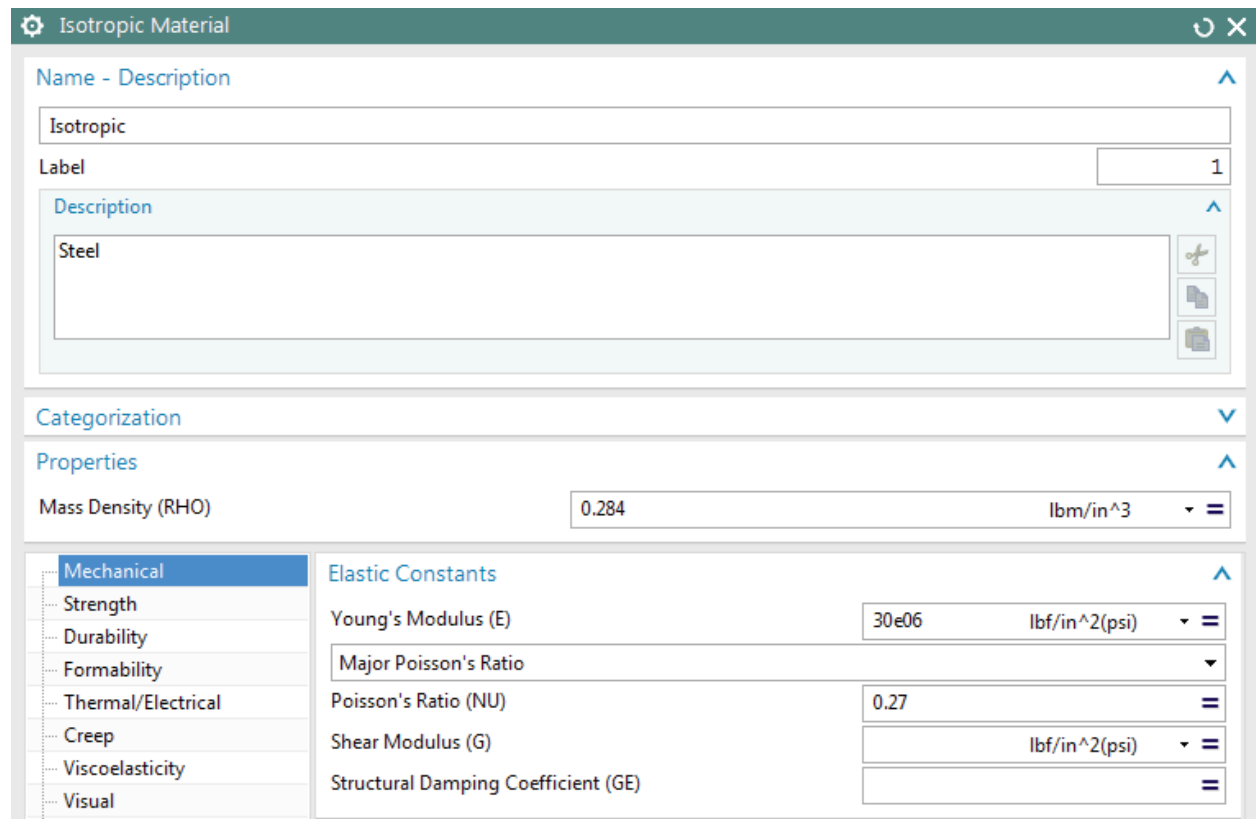 Isotropic Material
Name - Description
Isotropic
Label 1
Description
Steel
Categorization
Properties
Mass Density (RHO) 0.284 lbm/in^3 =
Mechanical
Strength
Durability
Formability
Thermal/Electrical
Creep
Viscoelasticity
Visual
Elastic Constants
Young's Modulus (E) 30e06 lbf/in^2(psi) =
Major Poisson's Ratio
Poisson's Ratio (NU) 0.27 =
Shear Modulus (G) lbf/in^2(psi) =
Structural Damping Coefficient (GE) =